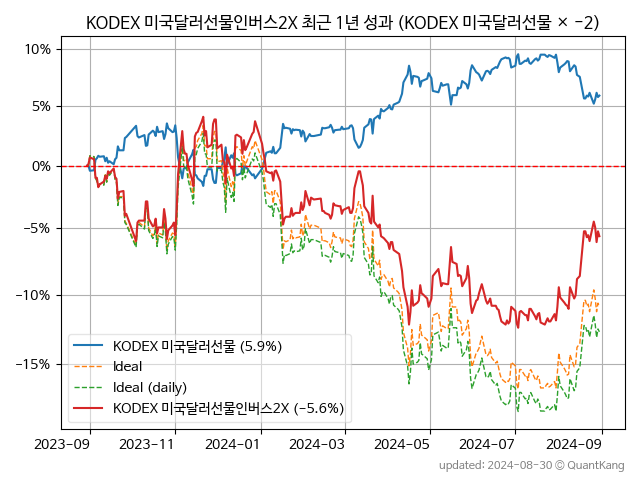 KODEX 미국달러선물인버스2X 최근 1년 성과 (KODEX 미국달러선물 × −2)
10%
5%
0%
−5%
−10%
−15%
KODEX 미국달러선물 (5.9%)
Ideal
Ideal (daily)
KODEX 미국달러선물인버스2X (−5.6%)
2023−09 2023−11 2024−01 2024−03 2024−05 2024−07 2024−09
updated: 2024−08−30 © QuantKang